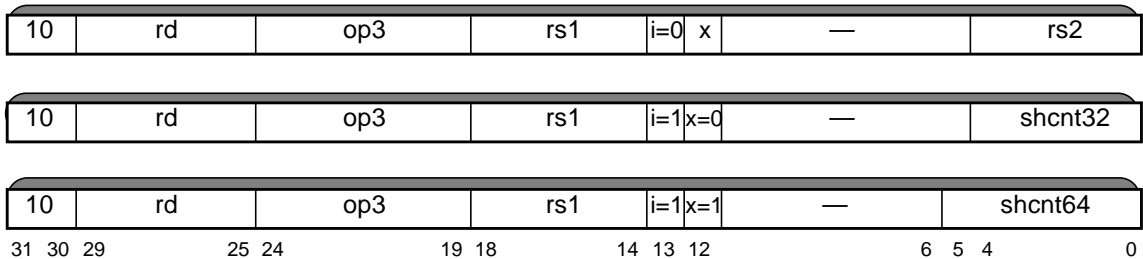 10 rd op3 rs1 i=0 x — rs2
10 rd op3 rs1 i=1 x=0 — shcnt32
10 rd op3 rs1 i=1 x=1 — shcnt64
31 30 29 25 24 19 18 14 13 12 6 5 4 0